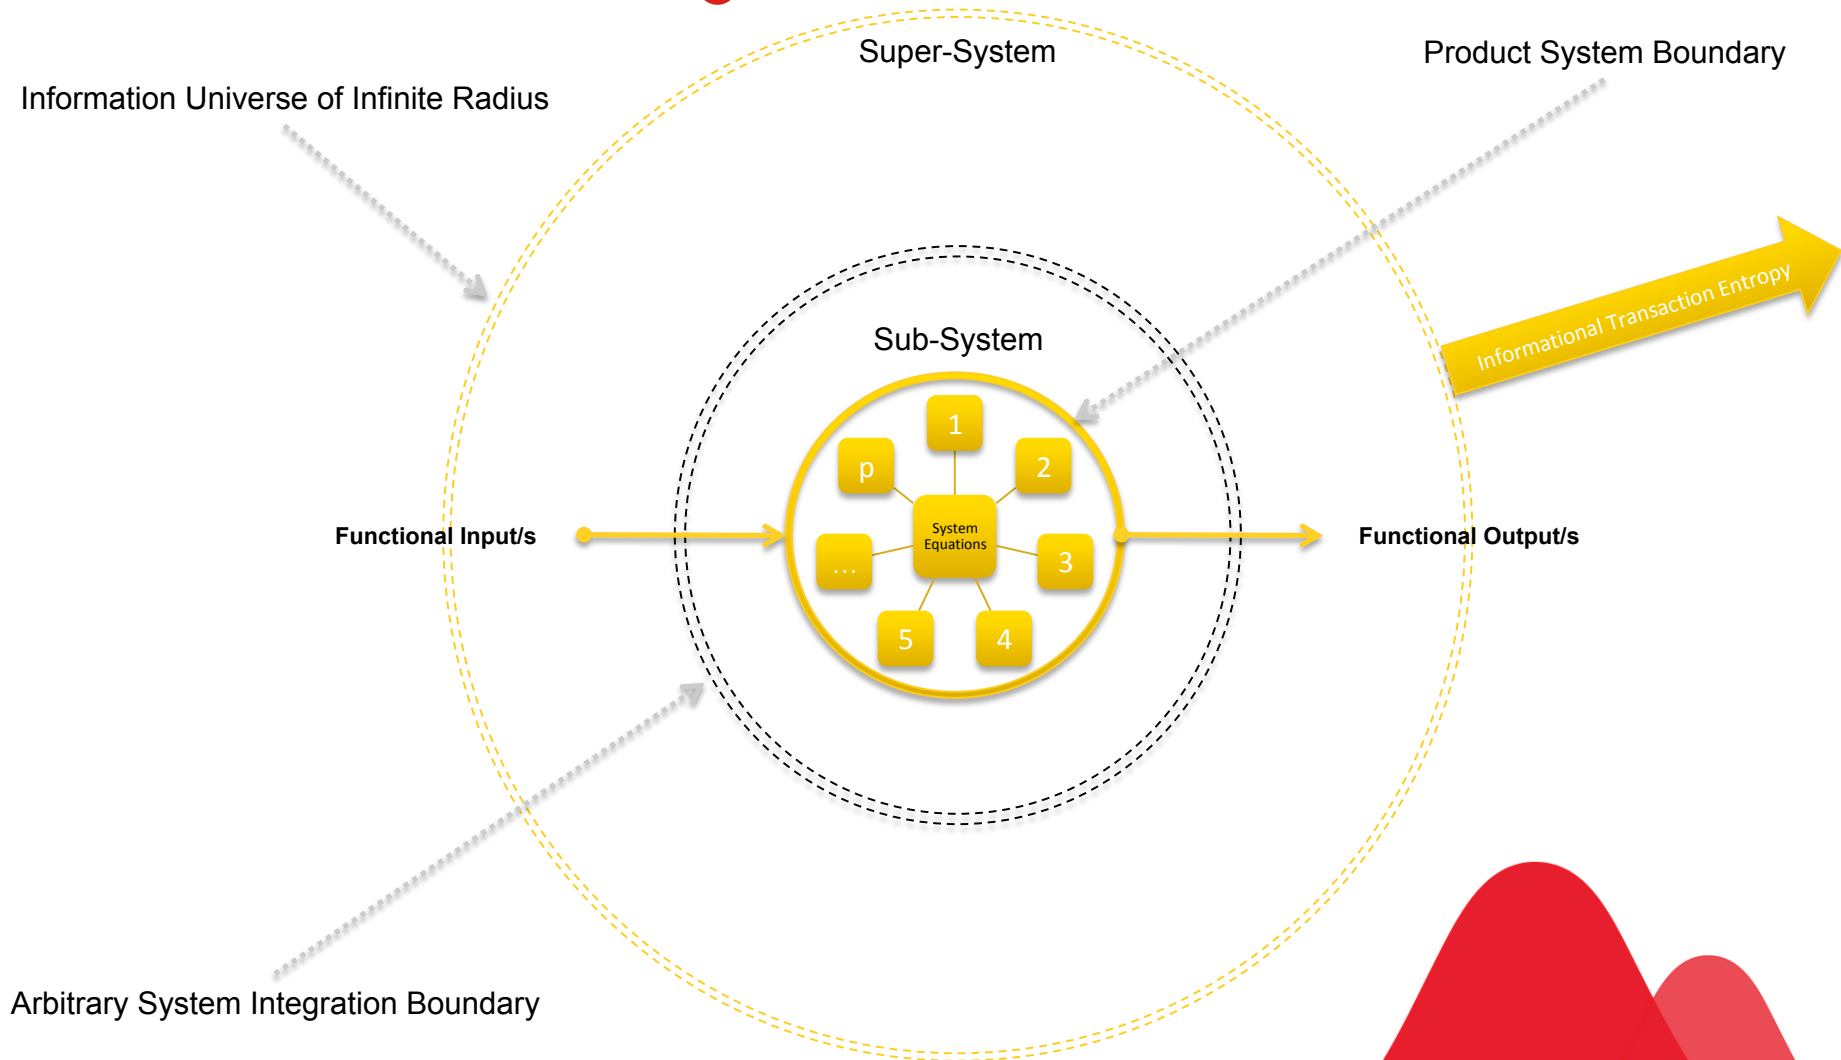 Super-System
Product System Boundary
Information Universe of Infinite Radius
Informational Transaction Entropy
Sub-System
1
p
2
System
Equations
Functional Input/s
Functional Output/s
...
3
5
4
Arbitrary System Integration Boundary